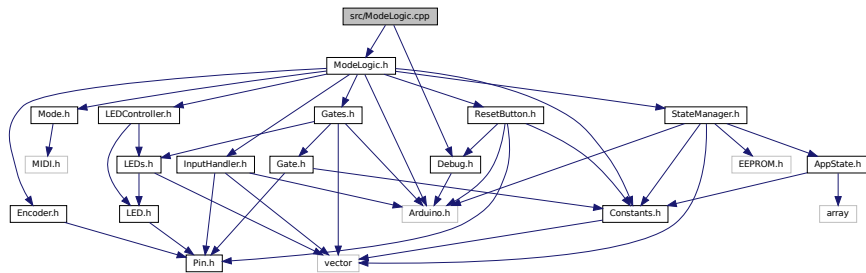 src/ModeLogic.cpp
ModeLogic.h
Mode.h
LEDController.h
Gates.h
ResetButton.h
StateManager.h
MIDI.h
LEDs.h
InputHandler.h
Gate.h
Debug.h
EEPROM.h
AppState.h
Encoder.h
LED.h
Arduino.h
Constants.h
array
Pin.h
vector